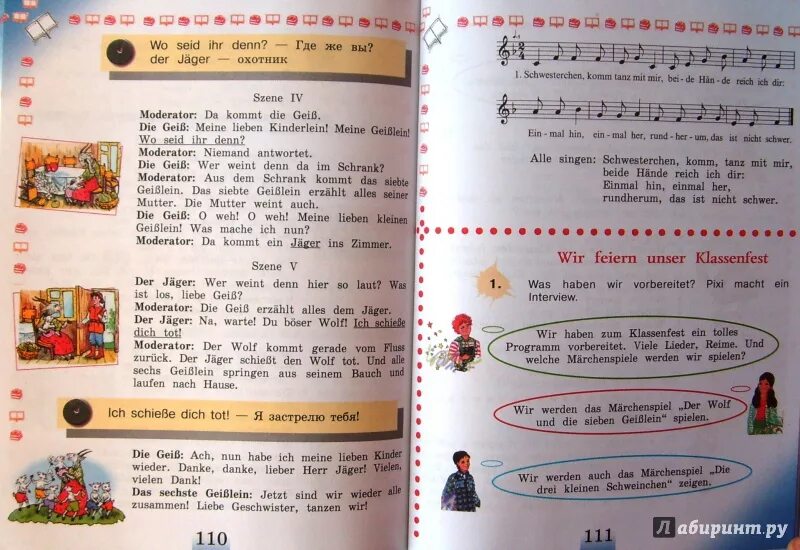 Wo seid ihr denn? — Где же вы?
der Jäger — охотник
Szene IV
Moderator: Da kommt die Geiß.
Die Geiß: Meine lieben Kinderlein! Meine Geißlein!
Wo seid ihr denn?
Moderator: Niemand antwortet.
Die Geiß: Wer weint denn da im Schrank?
Moderator: Aus dem Schrank kommt das siebte
Geißlein. Das siebte Geißlein erzählt alles seiner
Mutter. Die Mutter weint auch.
Die Geiß: O weh! O weh! Meine lieben kleinen
Geißlein! Was mache ich nun?
Moderator: Da kommt ein Jäger ins Zimmer.
Szene V
Der Jäger: Wer weint denn hier so laut? Was
ist los, liebe Geiß?
Moderator: Die Geiß erzählt alles dem Jäger.
Der Jäger: Na, warte! Du böser Wolf! Ich schieße
dich tot!
Moderator: Der Wolf kommt gerade vom Fluss
zurück. Der Jäger schießt den Wolf tot. Und alle
sechs Geißlein springen aus seinem Bauch und
laufen nach Hause.
Ich schieße dich tot! — Я застрелю тебя!
Die Geiß: Ach, nun habe ich meine lieben Kinder
wieder. Danke, danke, lieber Herr Jäger! Vielen,
vielen Dank!
Das sechste Geißlein: Jetzt sind wir wieder alle
zusammen! Liebe Geschwister, tanzen wir!
110
2
4
1. Schwesterchen, komm tanz mit mir, bei-de Hän-de reich ich dir:
Ein-mal hin, ein-mal her, rund-her-um, das ist nicht schwer.
Alle singen: Schwesterchen, komm, tanz mit mir,
beide Hände reich ich dir:
Einmal hin, einmal her,
rundherum, das ist nicht schwer.
Wir feiern unser Klassenfest
1. Was haben wir vorbereitet? Pixi macht ein
Interview.
Wir haben zum Klassenfest ein tolles
Programm vorbereitet. Viele Lieder, Reime. Und
welche Märchenspiele werden wir spielen?
Wir werden das Märchenspiel „Der Wolf
und die sieben Geißlein“ spielen.
Wir werden auch das Märchenspiel „Die
drei kleinen Schweinchen“ zeigen.
111
Лабиринт.ру